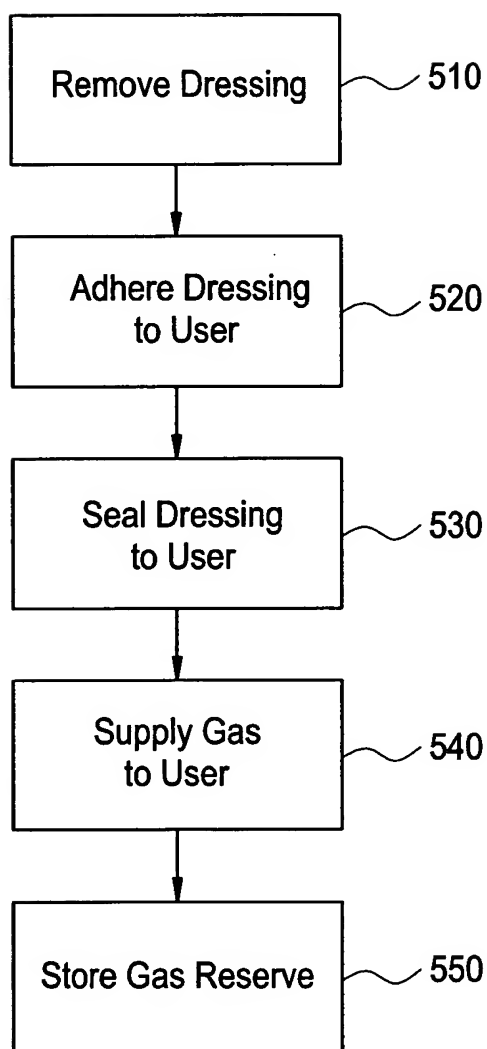 Remove Dressing
510
Adhere Dressing
to User
520
Seal Dressing
to User
530
Supply Gas
to User
540
Store Gas Reserve
550